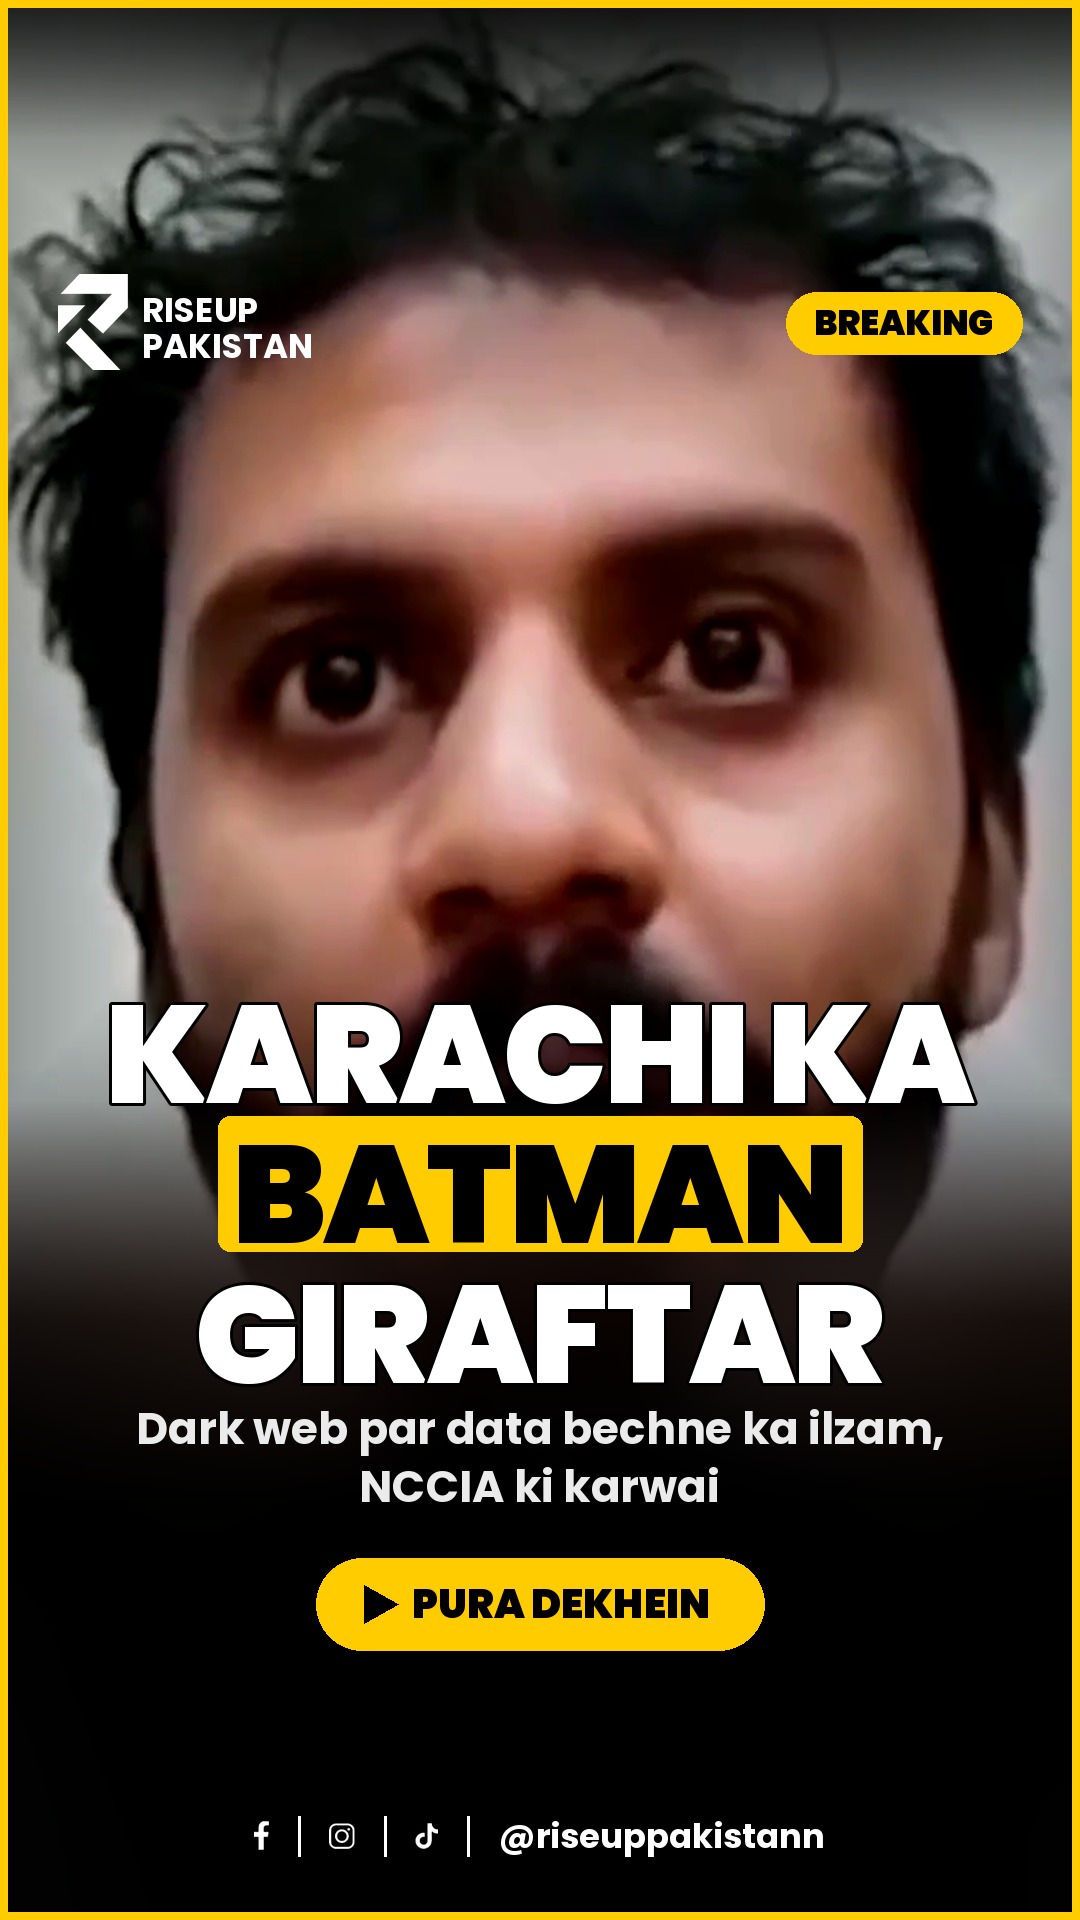 RISEUP
PAKISTAN
BREAKING
KARACHI KA
BATMAN
GIRAFTAR
Dark web par data bechne ka ilzam,
NCCIA ki karwai
PURA DEKHEIN
@riseuppakistann